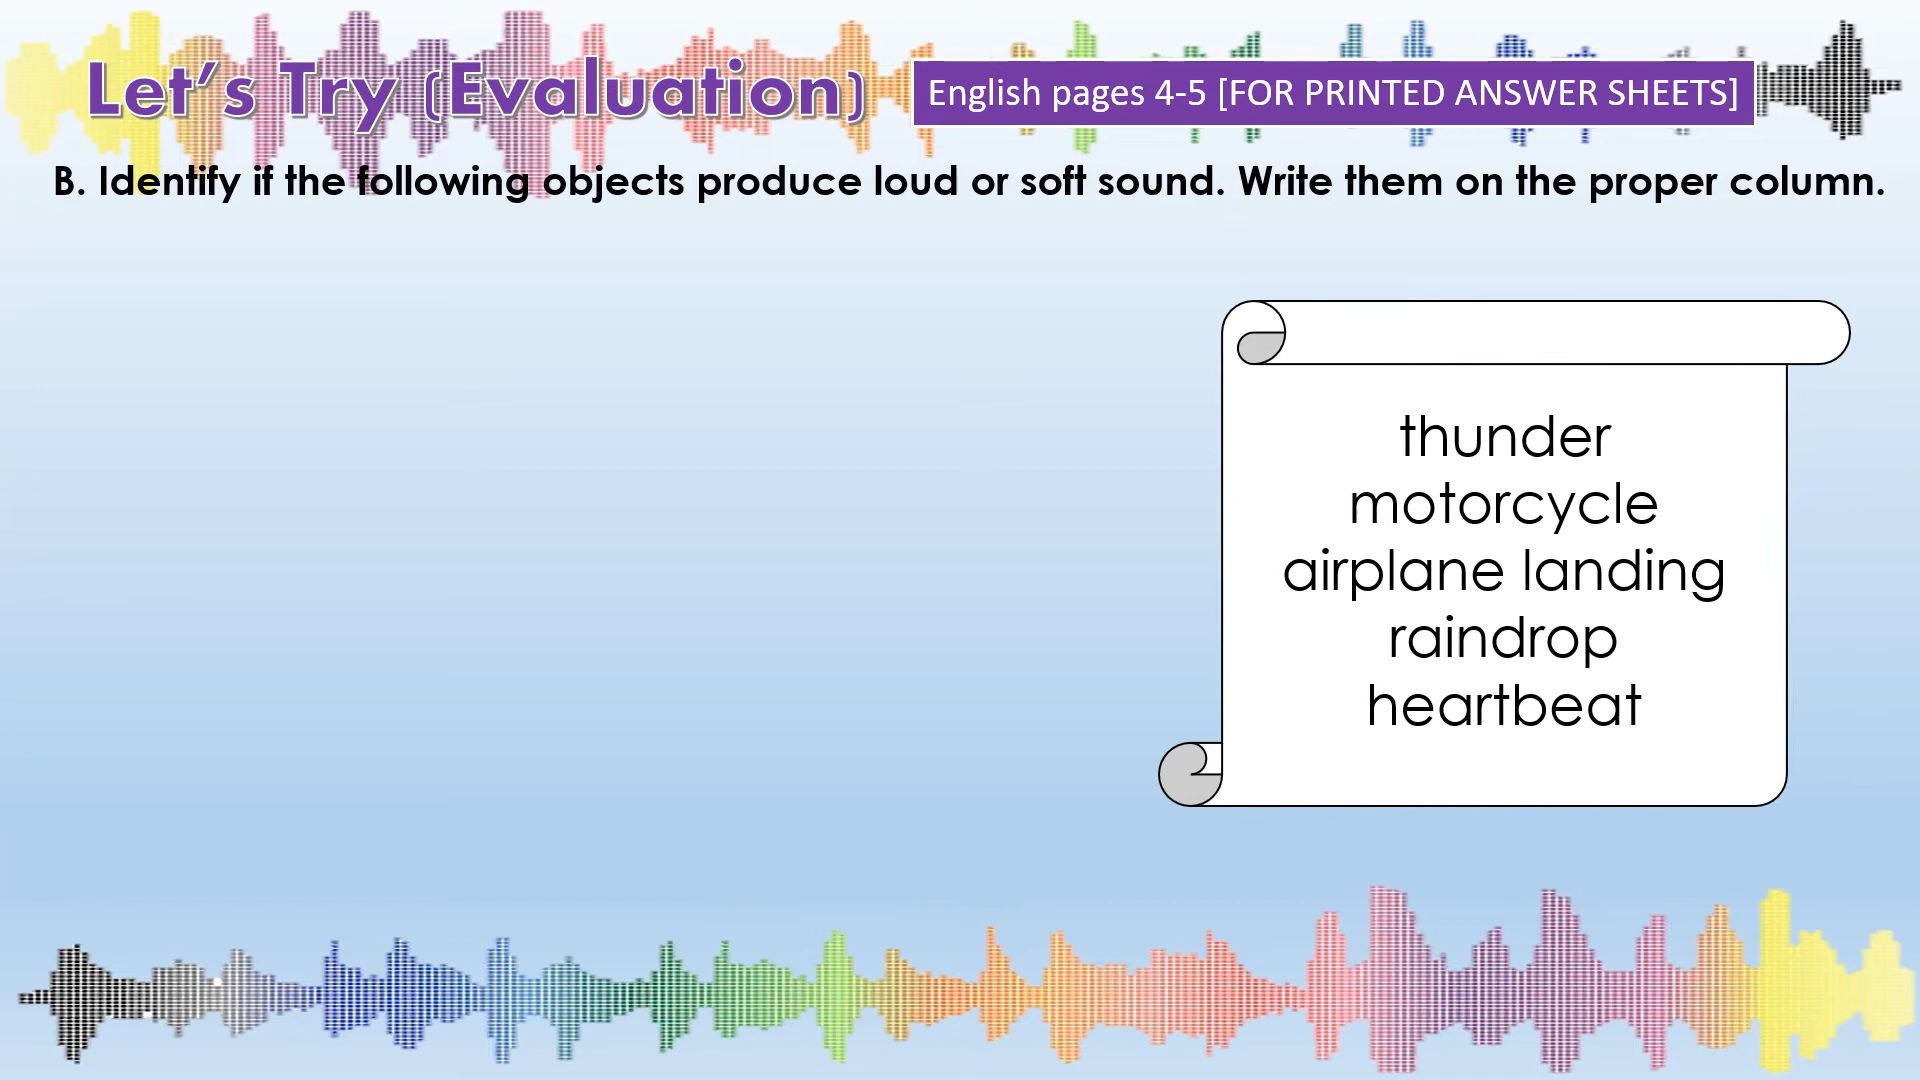 Let's Try (Evaluation)
English pages 4-5 [FOR PRINTED ANSWER SHEETS]
B. Identify if the following objects produce loud or soft sound. Write them on the proper column.
thunder
motorcycle
airplane landing
raindrop
heartbeat